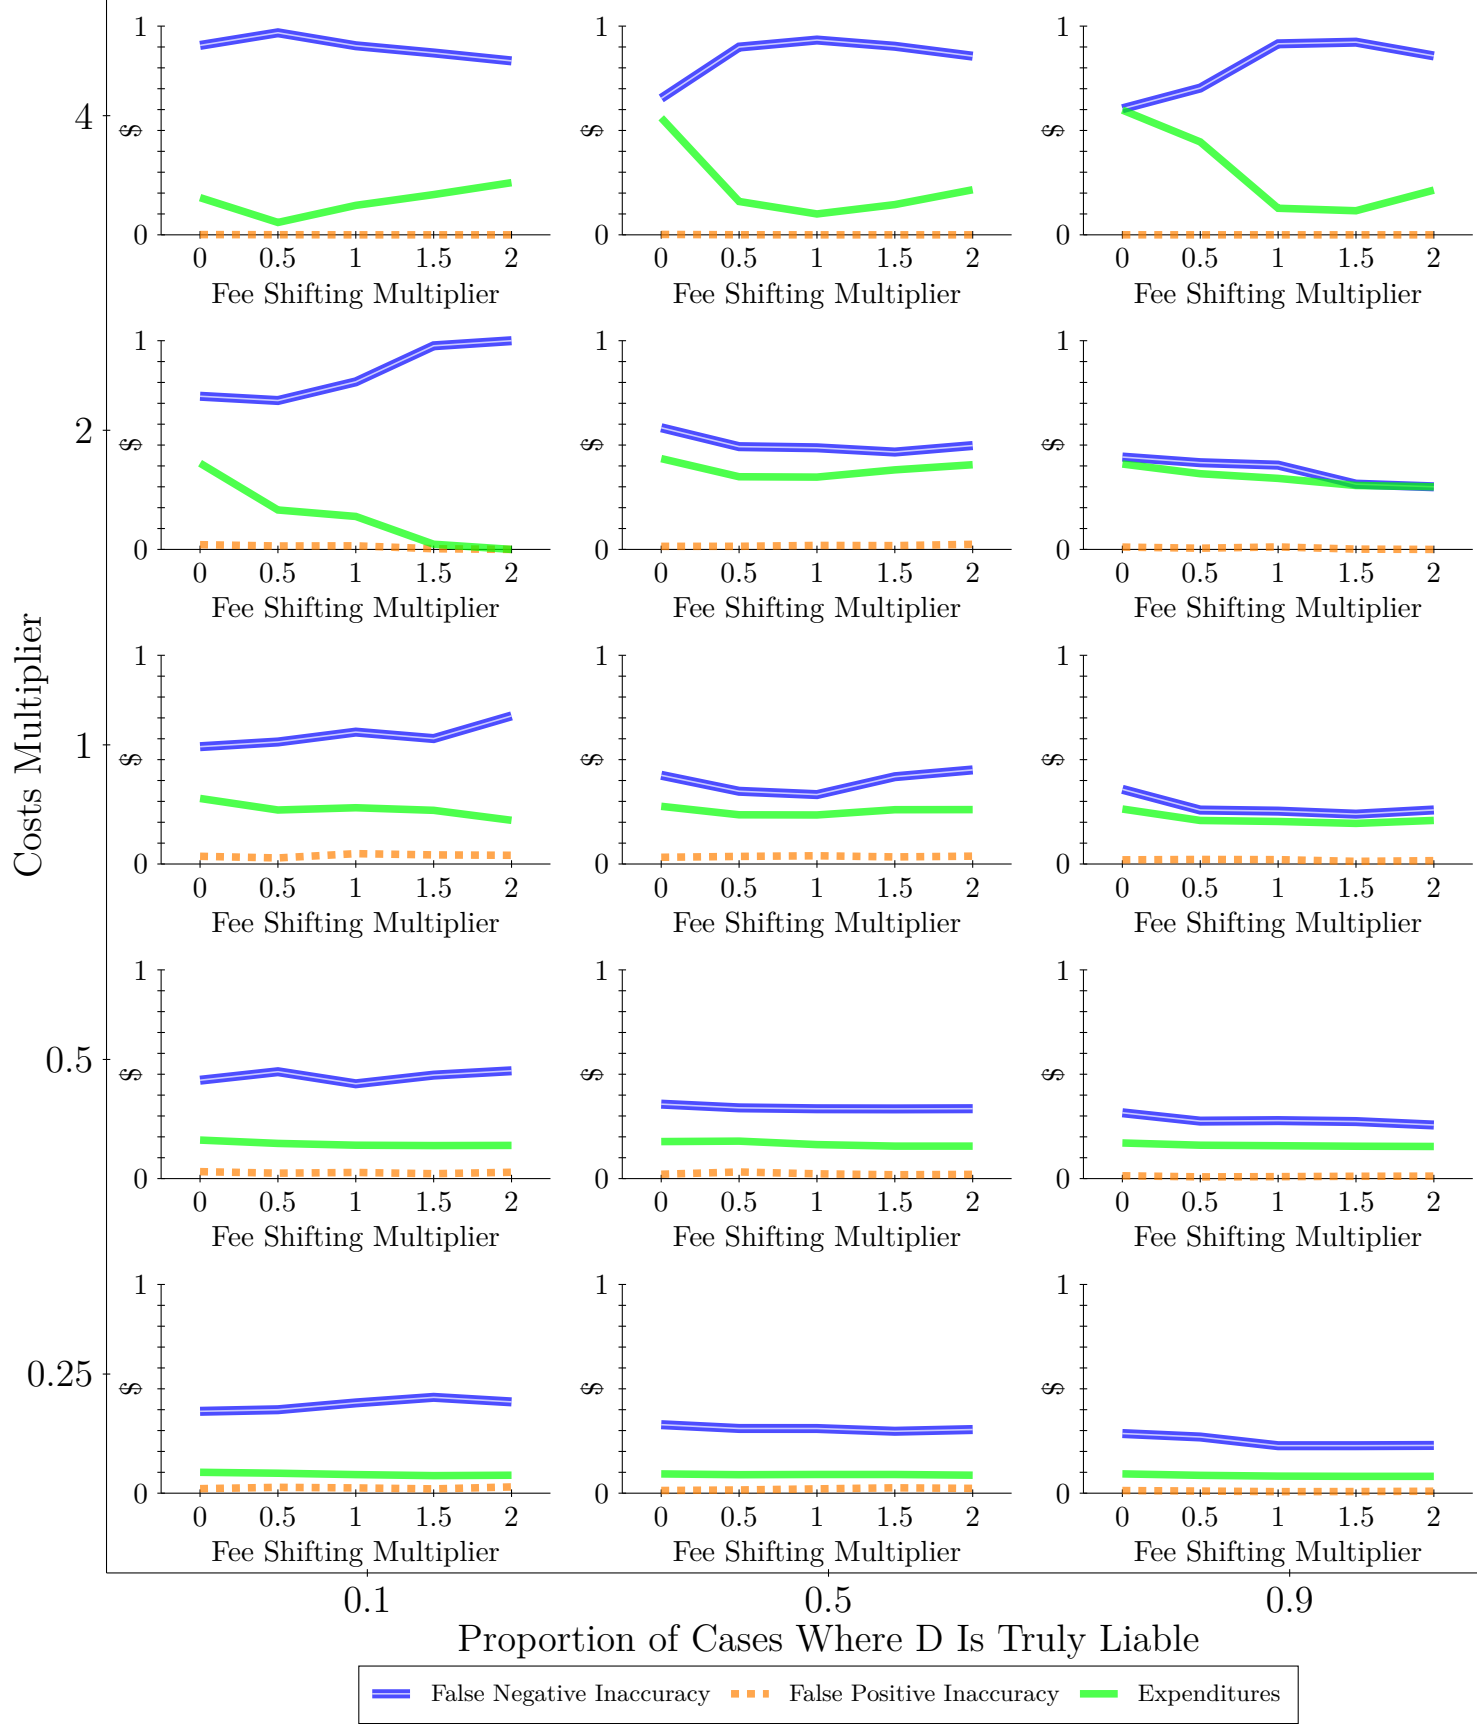 1 1 1
$ $ $
4
0 0 0
0 0.5 1 1.5 2 0 0.5 1 1.5 2 0 0.5 1 1.5 2
Fee Shifting Multiplier Fee Shifting Multiplier Fee Shifting Multiplier
1 1 1
$ $ $
2
0 0 0
0 0.5 1 1.5 2 0 0.5 1 1.5 2 0 0.5 1 1.5 2
Fee Shifting Multiplier Fee Shifting Multiplier Fee Shifting Multiplier
Costs Multiplier
1 1 1
$ $ $
1
0 0 0
0 0.5 1 1.5 2 0 0.5 1 1.5 2 0 0.5 1 1.5 2
Fee Shifting Multiplier Fee Shifting Multiplier Fee Shifting Multiplier
1 1 1
$ $ $
0.5
0 0 0
0 0.5 1 1.5 2 0 0.5 1 1.5 2 0 0.5 1 1.5 2
Fee Shifting Multiplier Fee Shifting Multiplier Fee Shifting Multiplier
1 1 1
$ $ $
0.25
0 0 0
0 0.5 1 1.5 2 0 0.5 1 1.5 2 0 0.5 1 1.5 2
Fee Shifting Multiplier Fee Shifting Multiplier Fee Shifting Multiplier
0.1 0.5 0.9
Proportion of Cases Where D Is Truly Liable
False Negative Inaccuracy False Positive Inaccuracy Expenditures